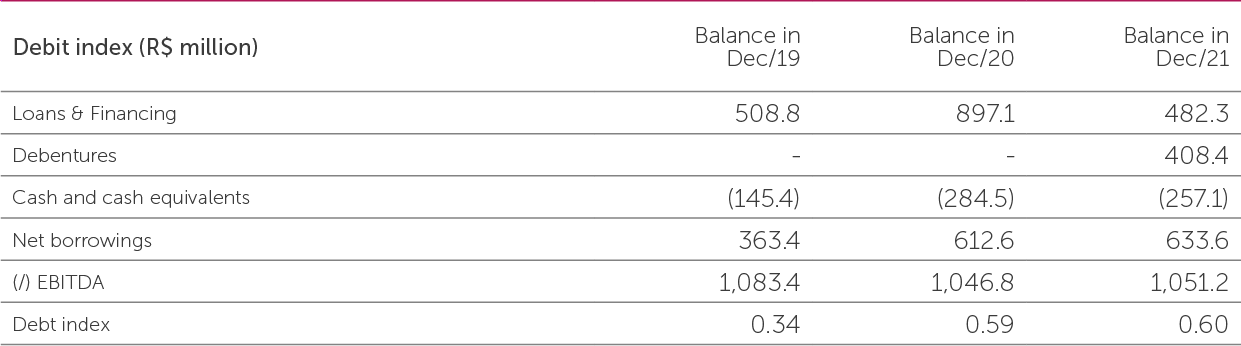 Debit index (R$ million) Balance in Dec/19 Balance in Dec/20 Balance in Dec/21
Loans & Financing 508.8 897.1 482.3
Debentures - - 408.4
Cash and cash equivalents (145.4) (284.5) (257.1)
Net borrowings 363.4 612.6 633.6
(/) EBITDA 1,083.4 1,046.8 1,051.2
Debt index 0.34 0.59 0.60